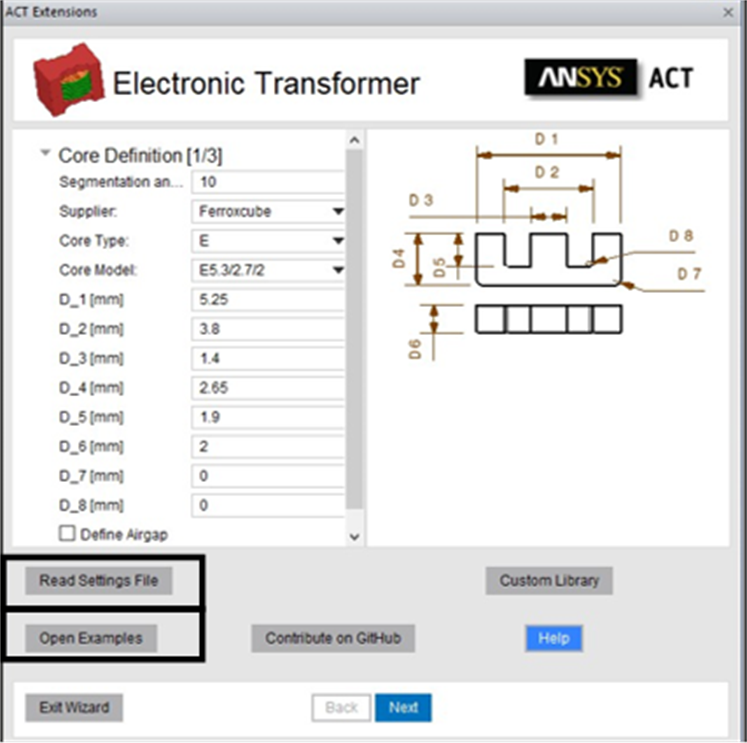 ACT Extensions
Electronic Transformer
ANSYS ACT
Core Definition [1/3]
Segmentation an... 10
Supplier: Ferroxcube
Core Type: E
Core Model: E5.3/2.7/2
D_1 [mm] 5.25
D_2 [mm] 3.8
D_3 [mm] 1.4
D_4 [mm] 2.65
D_5 [mm] 1.9
D_6 [mm] 2
D_7 [mm] 0
D_8 [mm] 0
Define Airgap
D 1
D 2
D 3
D 8
D4
D5
D 7
D6
Read Settings File
Custom Library
Open Examples
Contribute on GitHub
Help
Exit Wizard
Back
Next